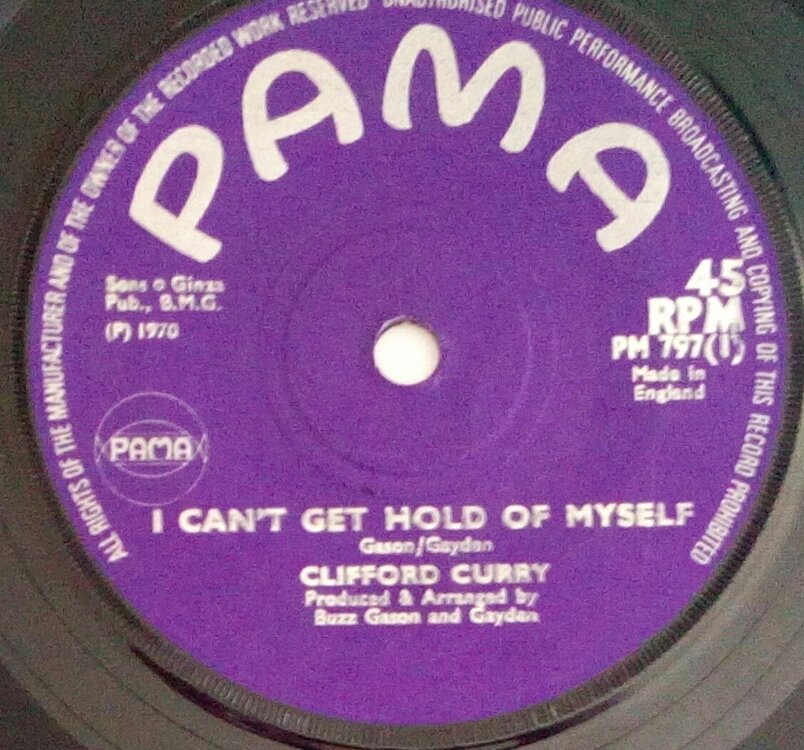 ALL RIGHTS OF THE MANUFACTURER AND OF THE OWNER OF THE RECORDED WORK RESERVED UNAUTHORISED PUBLIC PERFORMANCE BROADCASTING AND COPYING OF THIS RECORD PROHIBITED
PAMA
Sons o Ginza
Pub., B.M.G.
(P) 1970
45
RPM
PM 797(1)
Made in
England
PAMA
I CAN'T GET HOLD OF MYSELF
Gason/Gayden
CLIFFORD CURRY
Produced & Arranged by
Buzz Gason and Gayden